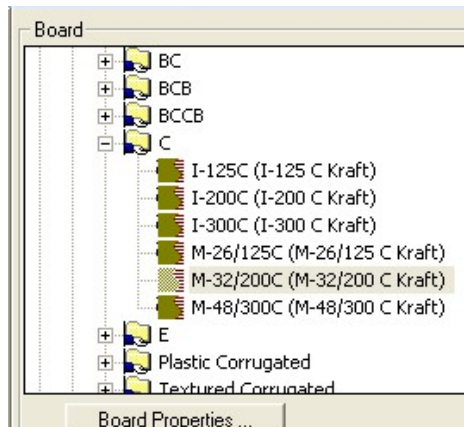 Board
BC
BCB
BCCB
C
I-125C (I-125 C Kraft)
I-200C (I-200 C Kraft)
I-300C (I-300 C Kraft)
M-26/125C (M-26/125 C Kraft)
M-32/200C (M-32/200 C Kraft)
M-48/300C (M-48/300 C Kraft)
E
Plastic Corrugated
Textured Corrugated
Board Properties ...